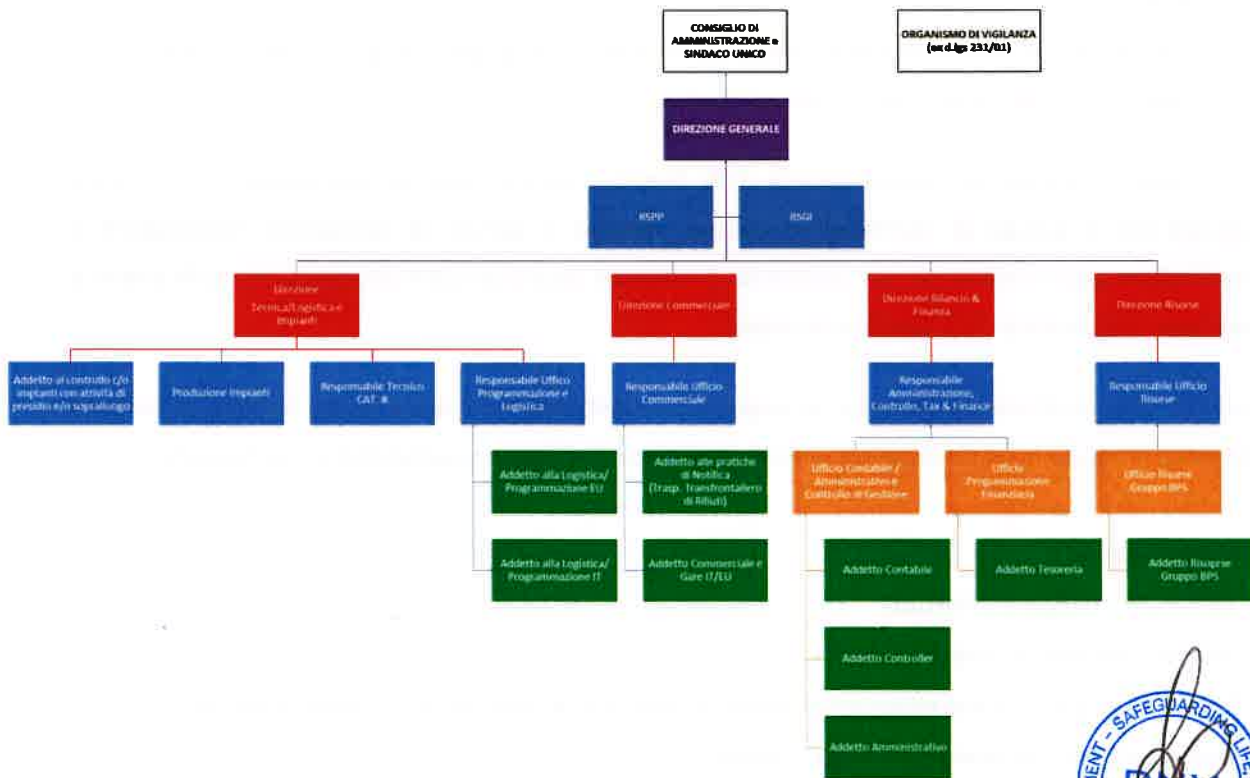 CONSIGLIO DI
AMMINISTRAZIONE e
SINDACO UNICO
ORGANISMO DI VIGILANZA
(ex d.lgs 231/01)
DIREZIONE GENERALE
RSPP
RSGI
Direzione
Tecnica/Logistica e
Impianti
Direzione Commerciale
Direzione Bilancio &
Finanza
Direzione Risorse
Addetto al controllo c/o
impianti con attività di
presidio e/o sopralluogo
Produzione Impianti
Responsabile Tecnico
CAT. 8
Responsabile Uffico
Programmazione e
Logistica
Responsabile Ufficio
Commerciale
Responsabile
Amministrazione,
Controllo, Tax & Finance
Responsabile Ufficio
Risorse
Addetto alla Logistica/
Programmazione EU
Addetto alle pratiche
di Notifica
(Trasp. Transfrontaliero
di Rifiuti)
Ufficio Contabile /
Amministrativo e
Controllo di Gestione
Ufficio
Programmazione
Finanziaria
Ufficio Risorse
Gruppo BPS
Addetto alla Logistica/
Programmazione IT
Addetto Commerciale e
Gare IT/EU
Addetto Contabile
Addetto Tesoreria
Addetto Risorse
Gruppo BPS
Addetto Controller
Addetto Amministrativo
SAFEGUARDING LIFE